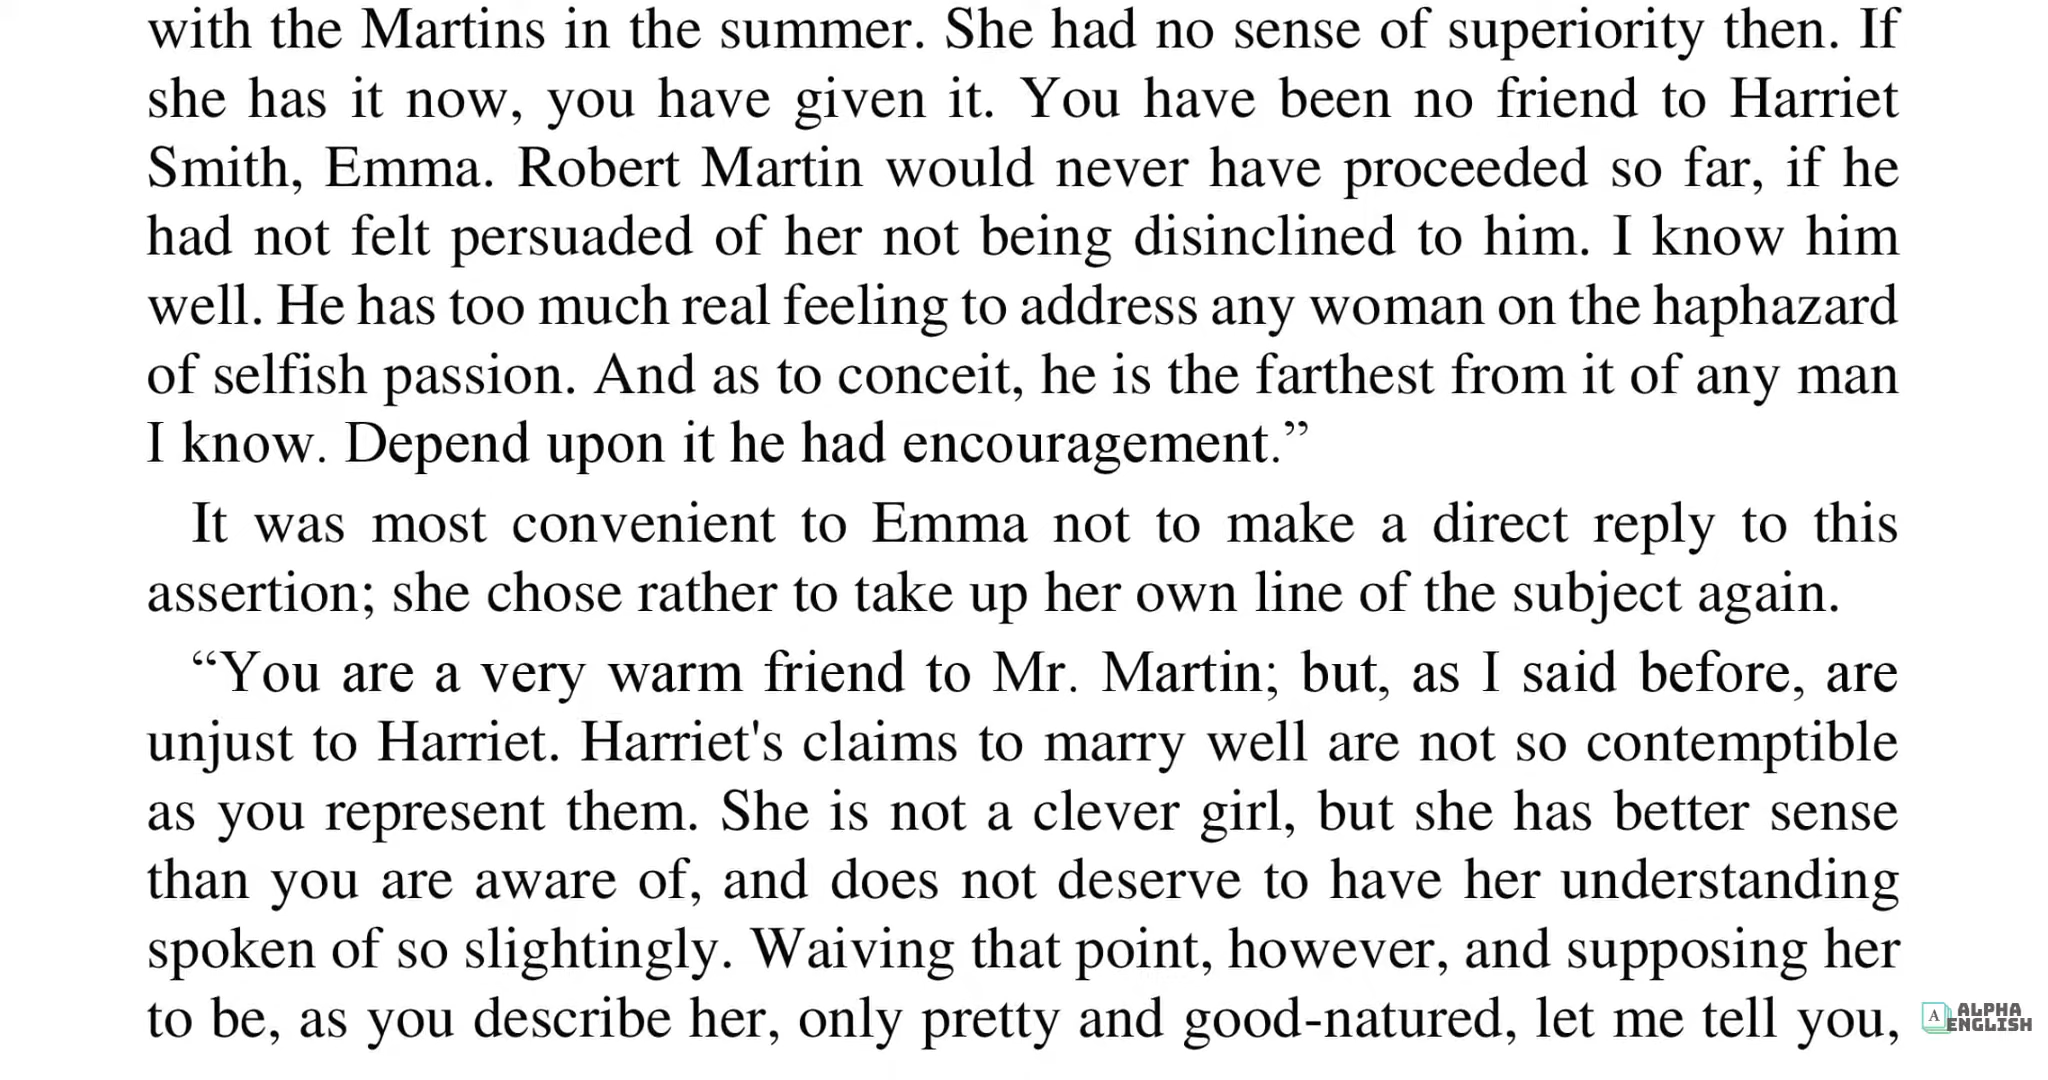 with the Martins in the summer. She had no sense of superiority then. If
she has it now, you have given it. You have been no friend to Harriet
Smith, Emma. Robert Martin would never have proceeded so far, if he
had not felt persuaded of her not being disinclined to him. I know him
well. He has too much real feeling to address any woman on the haphazard
of selfish passion. And as to conceit, he is the farthest from it of any man
I know. Depend upon it he had encouragement.”
It was most convenient to Emma not to make a direct reply to this
assertion; she chose rather to take up her own line of the subject again.
“You are a very warm friend to Mr. Martin; but, as I said before, are
unjust to Harriet. Harriet's claims to marry well are not so contemptible
as you represent them. She is not a clever girl, but she has better sense
than you are aware of, and does not deserve to have her understanding
spoken of so slightingly. Waiving that point, however, and supposing her
to be, as you describe her, only pretty and good-natured, let me tell you,
A ALPHA
ENGLISH